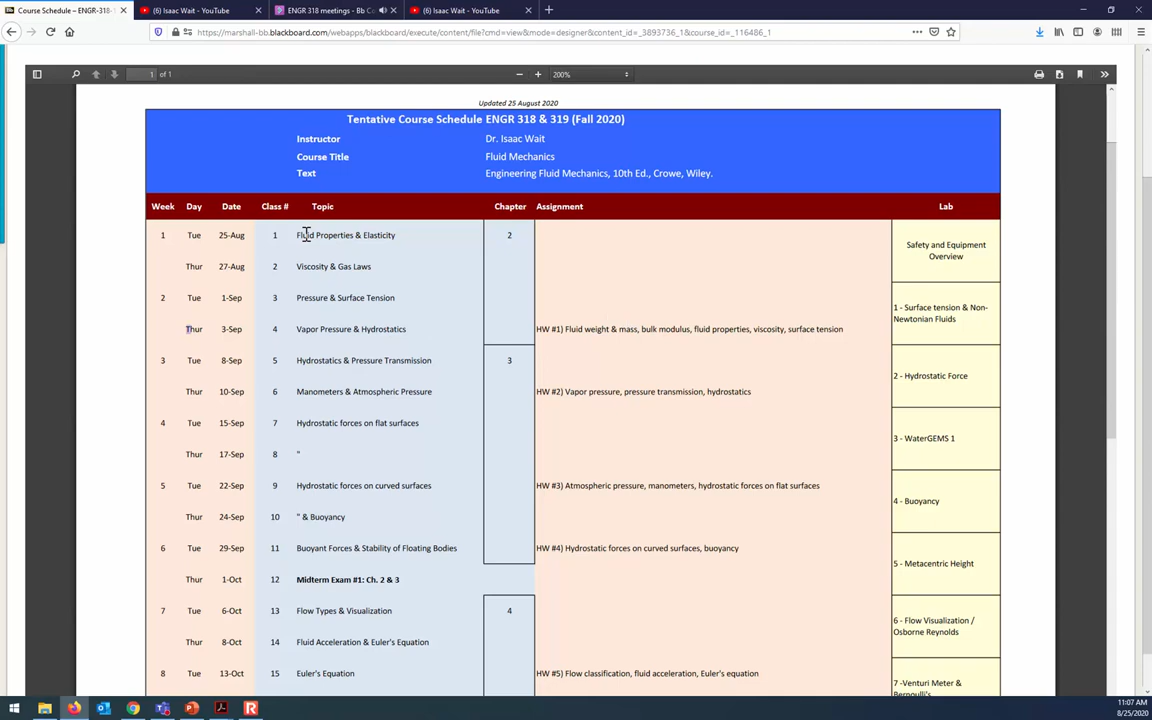 Course Schedule – ENGR-318-
(6) Isaac Wait - YouTube
ENGR 318 meetings - Bb Co
(6) Isaac Wait - YouTube
https://marshall-bb.blackboard.com/webapps/blackboard/execute/content/file?cmd=view&mode=designer&content_id=_3893736_1&course_id=_116486_1
1 of 1
200%
Updated 25 August 2020
Tentative Course Schedule ENGR 318 & 319 (Fall 2020)
Instructor Dr. Isaac Wait
Course Title Fluid Mechanics
Text Engineering Fluid Mechanics, 10th Ed., Crowe, Wiley.
Week Day Date Class # Topic Chapter Assignment Lab
1 Tue 25-Aug 1 Fluid Properties & Elasticity 2
Safety and Equipment
Overview
Thur 27-Aug 2 Viscosity & Gas Laws
2 Tue 1-Sep 3 Pressure & Surface Tension
1 - Surface tension & Non-
Newtonian Fluids
Thur 3-Sep 4 Vapor Pressure & Hydrostatics HW #1) Fluid weight & mass, bulk modulus, fluid properties, viscosity, surface tension
3 Tue 8-Sep 5 Hydrostatics & Pressure Transmission 3
2 - Hydrostatic Force
Thur 10-Sep 6 Manometers & Atmospheric Pressure HW #2) Vapor pressure, pressure transmission, hydrostatics
4 Tue 15-Sep 7 Hydrostatic forces on flat surfaces
3 - WaterGEMS 1
Thur 17-Sep 8 "
5 Tue 22-Sep 9 Hydrostatic forces on curved surfaces HW #3) Atmospheric pressure, manometers, hydrostatic forces on flat surfaces
4 - Buoyancy
Thur 24-Sep 10 " & Buoyancy
6 Tue 29-Sep 11 Buoyant Forces & Stability of Floating Bodies HW #4) Hydrostatic forces on curved surfaces, buoyancy
5 - Metacentric Height
Thur 1-Oct 12 Midterm Exam #1: Ch. 2 & 3
7 Tue 6-Oct 13 Flow Types & Visualization 4
6 - Flow Visualization /
Osborne Reynolds
Thur 8-Oct 14 Fluid Acceleration & Euler's Equation
8 Tue 13-Oct 15 Euler's Equation HW #5) Flow classification, fluid acceleration, Euler's equation
7 -Venturi Meter &
Bernoulli's
11:07 AM
8/25/2020